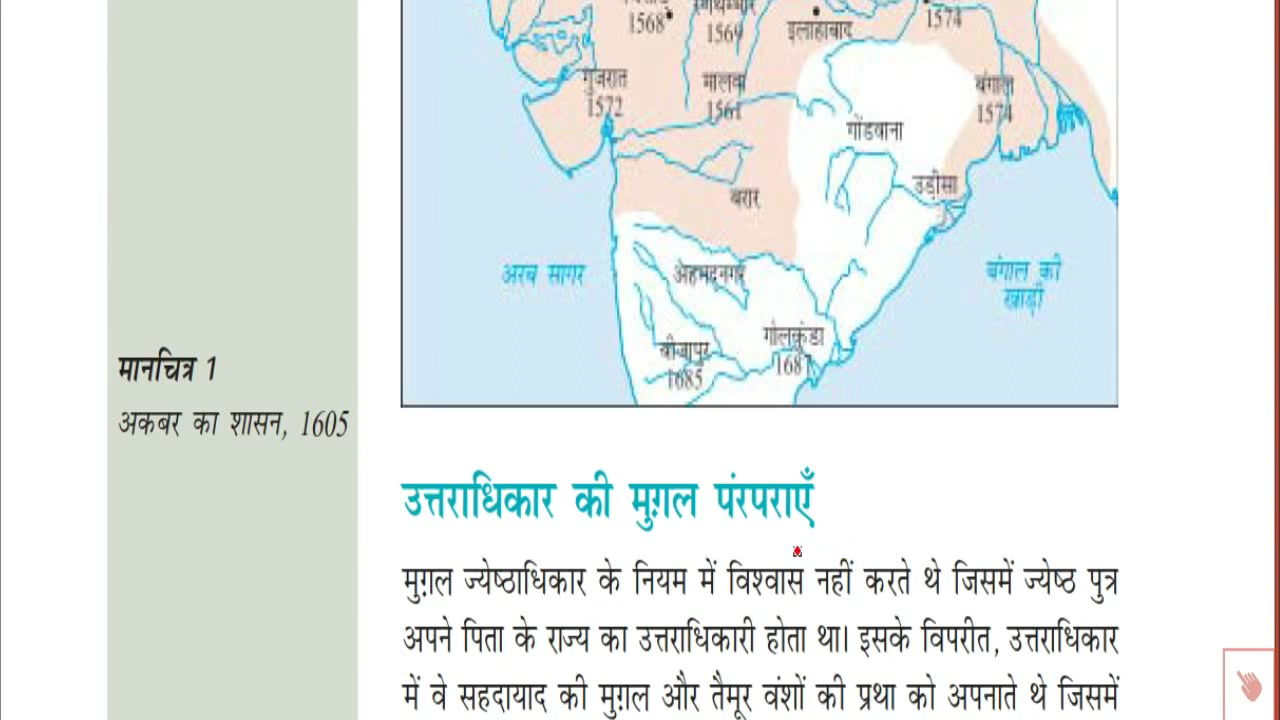 1568
1569
इलाहाबाद
1574
गुजरात
1572
मालवा
1561
बंगाल
1574
गोंडवाना
उड़ीसा
बरार
अरब सागर
अहमदनगर
बंगाल की
खाड़ी
गोलकुंडा
1687
बीजापुर
1685
मानचित्र 1
अकबर का शासन, 1605
उत्तराधिकार की मुग़ल पंरपराएँ
मुग़ल ज्येष्ठाधिकार के नियम में विश्वास नहीं करते थे जिसमें ज्येष्ठ पुत्र
अपने पिता के राज्य का उत्तराधिकारी होता था। इसके विपरीत, उत्तराधिकार
में वे सहदायाद की मुग़ल और तैमूर वंशों की प्रथा को अपनाते थे जिसमें